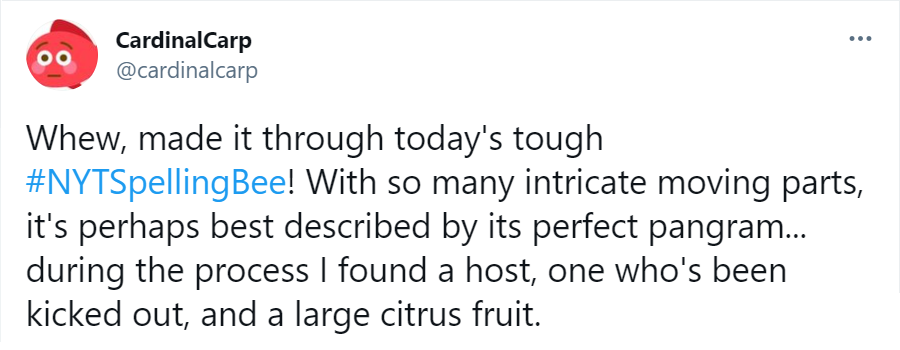 CardinalCarp
@cardinalcarp
Whew, made it through today's tough
#NYTSpellingBee! With so many intricate moving parts,
it's perhaps best described by its perfect pangram...
during the process I found a host, one who's been
kicked out, and a large citrus fruit.